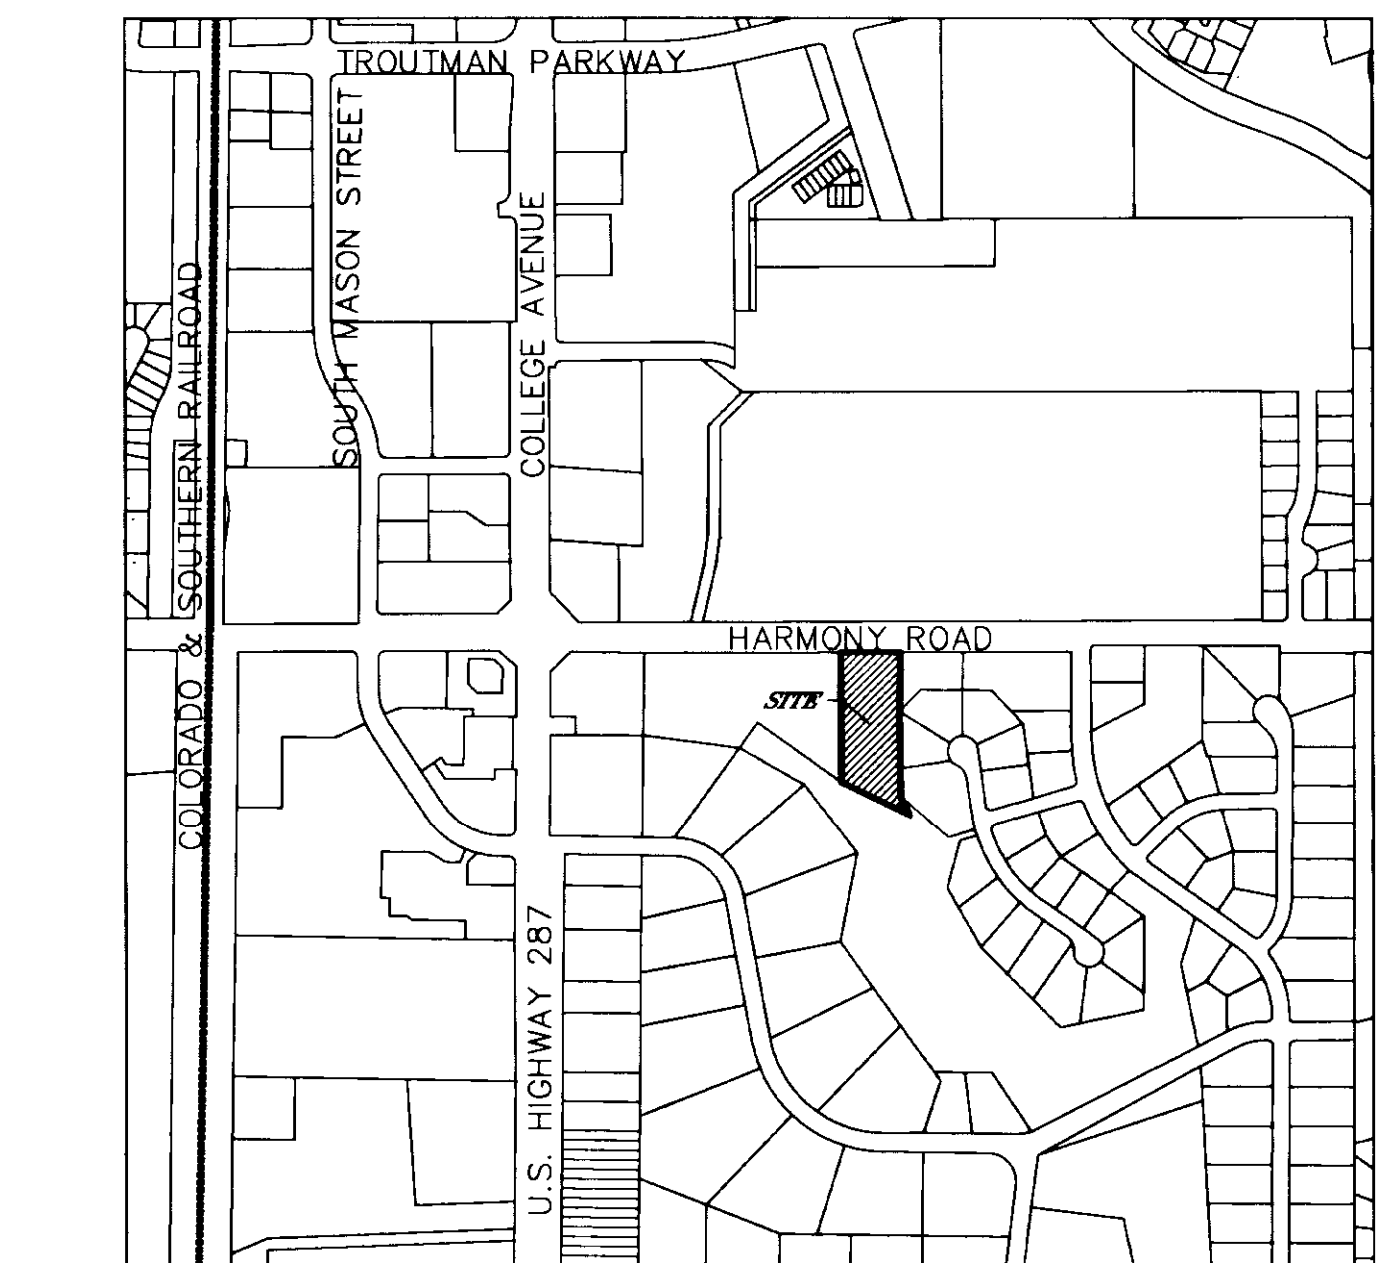 TROUTMAN PARKWAY
SOUTH MASON STREET
COLLEGE AVENUE
COLORADO & SOUTHERN RAILROAD
HARMONY ROAD
SITE
U.S. HIGHWAY 287